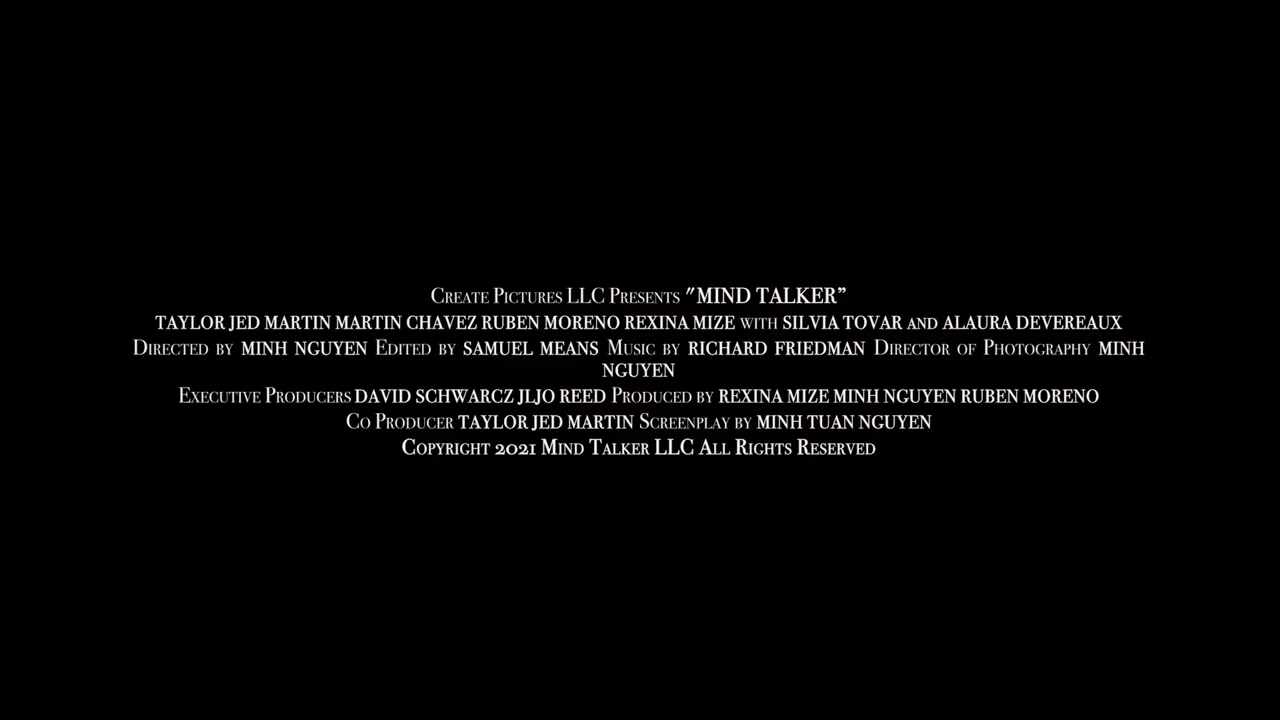 Create Pictures LLC Presents "MIND TALKER”
TAYLOR JED MARTIN MARTIN CHAVEZ RUBEN MORENO REXINA MIZE with SILVIA TOVAR and ALAURA DEVEREAUX
Directed by MINH NGUYEN Edited by SAMUEL MEANS Music by RICHARD FRIEDMAN Director of Photography MINH
NGUYEN
Executive Producers DAVID SCHWARCZ JLJO REED Produced by REXINA MIZE MINH NGUYEN RUBEN MORENO
Co Producer TAYLOR JED MARTIN Screenplay by MINH TUAN NGUYEN
Copyright 2021 Mind Talker LLC All Rights Reserved